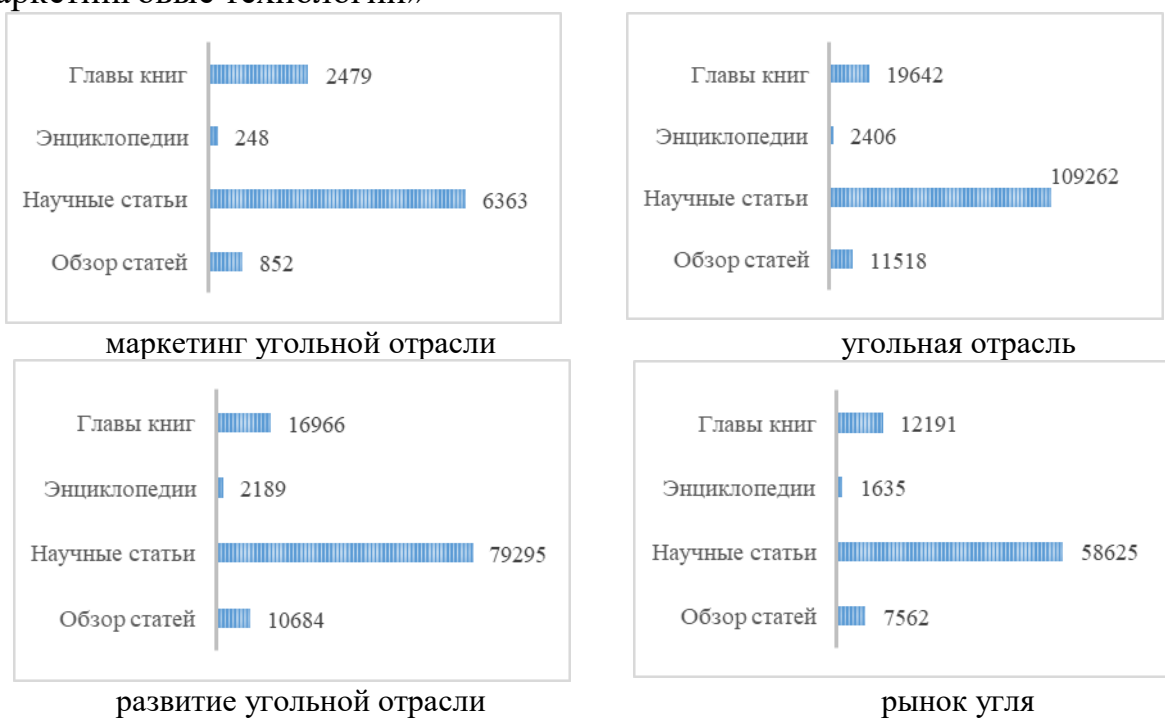 аркетинговые технологии»
Главы книг 2479
Энциклопедии 248
Научные статьи 6363
Обзор статей 852
маркетинг угольной отрасли
Главы книг 19642
Энциклопедии 2406
Научные статьи 109262
Обзор статей 11518
угольная отрасль
Главы книг 16966
Энциклопедии 2189
Научные статьи 79295
Обзор статей 10684
развитие угольной отрасли
Главы книг 12191
Энциклопедии 1635
Научные статьи 58625
Обзор статей 7562
рынок угля